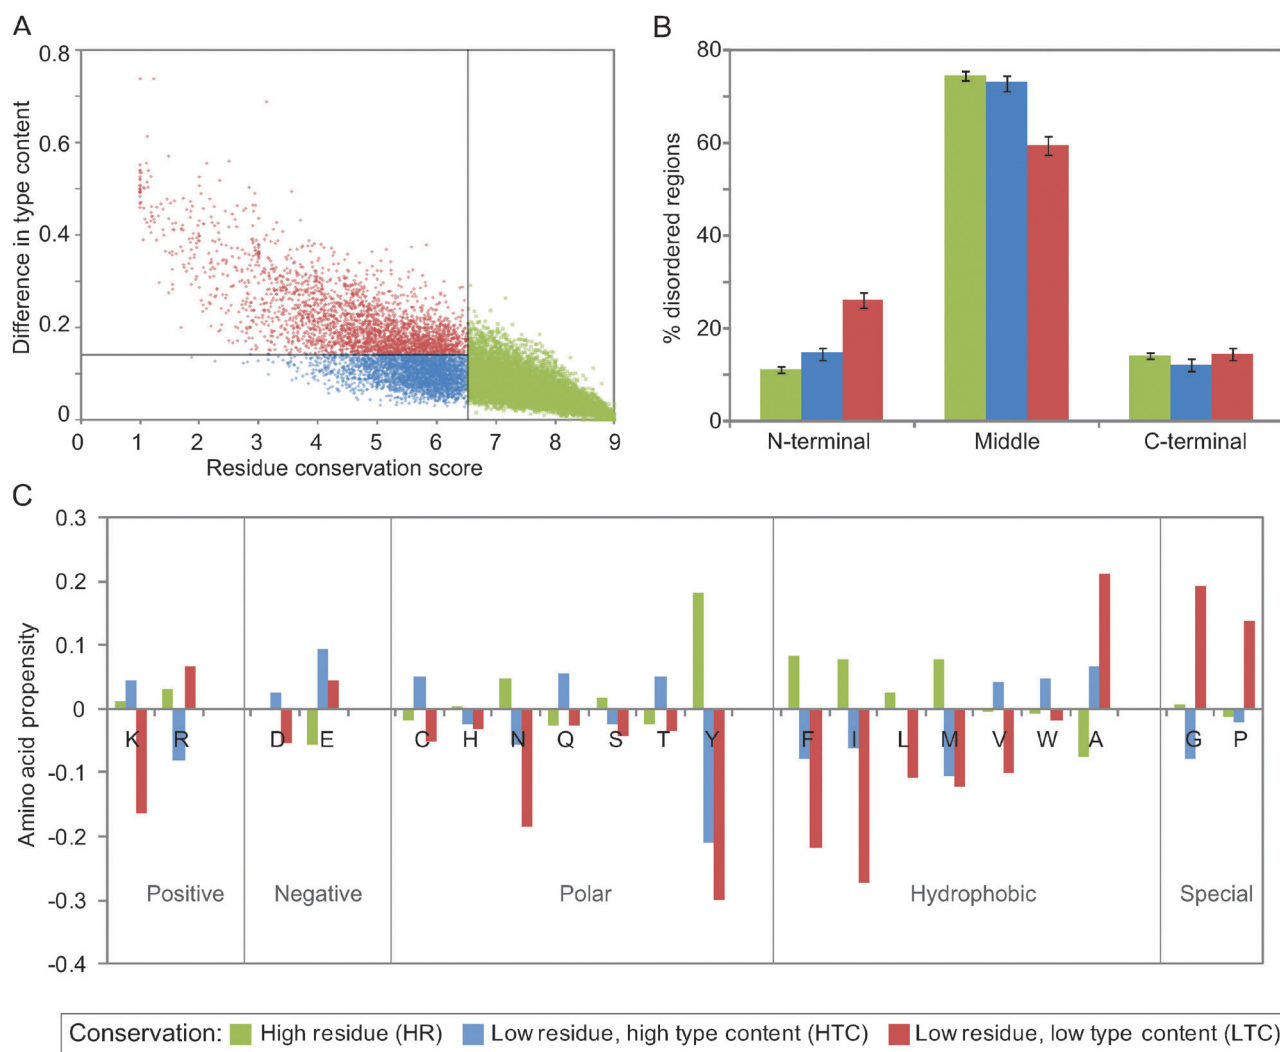 A
Difference in type content
0.8
0.6
0.4
0.2
0
0 1 2 3 4 5 6 7 8 9
Residue conservation score
B
% disordered regions
80
60
40
20
0
N-terminal Middle C-terminal
C
Amino acid propensity
0.3
0.2
0.1
0
-0.1
-0.2
-0.3
-0.4
K R D E C H N Q S T Y F I L M V W A G P
Positive Negative Polar Hydrophobic Special
Conservation: High residue (HR) Low residue, high type content (HTC) Low residue, low type content (LTC)